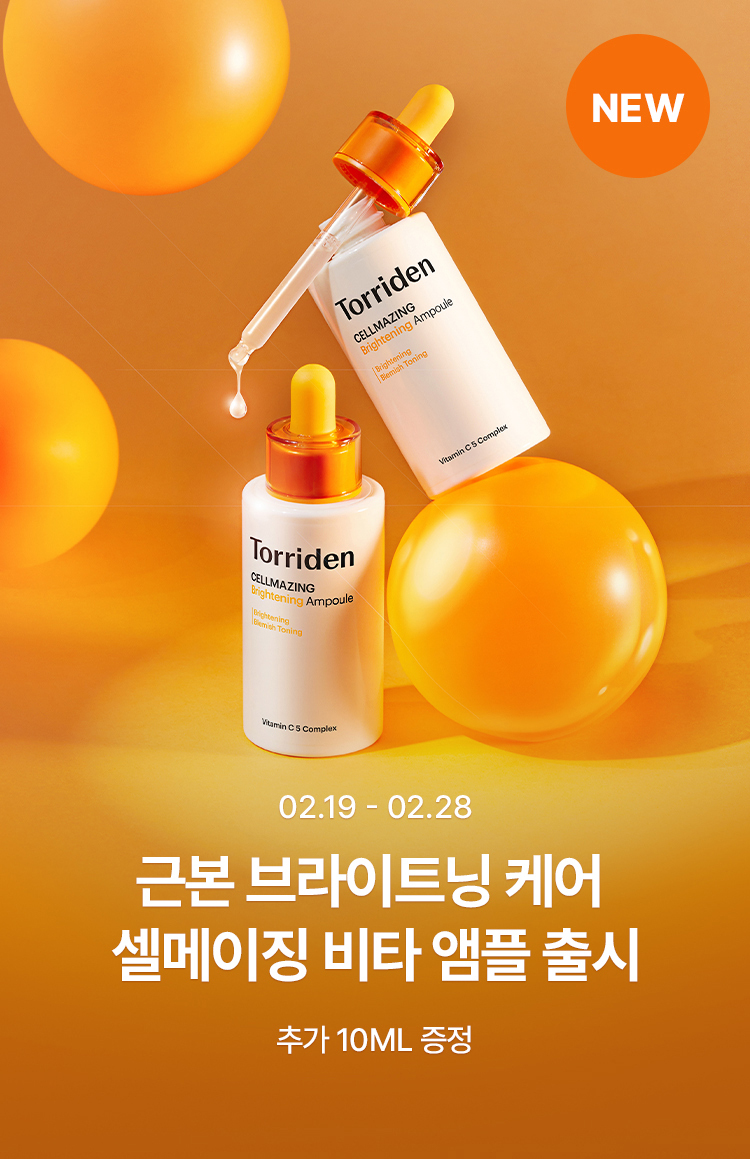 NEW
Torriden
CELLMAZING
Brightening Ampoule
Brightening
Blemish Toning
Vitamin C 5 Complex
Torriden
CELLMAZING
Brightening Ampoule
Brightening
Blemish Toning
Vitamin C 5 Complex
02.19 - 02.28
근본 브라이트닝 케어
셀메이징 비타 앰플 출시
추가 10ML 증정